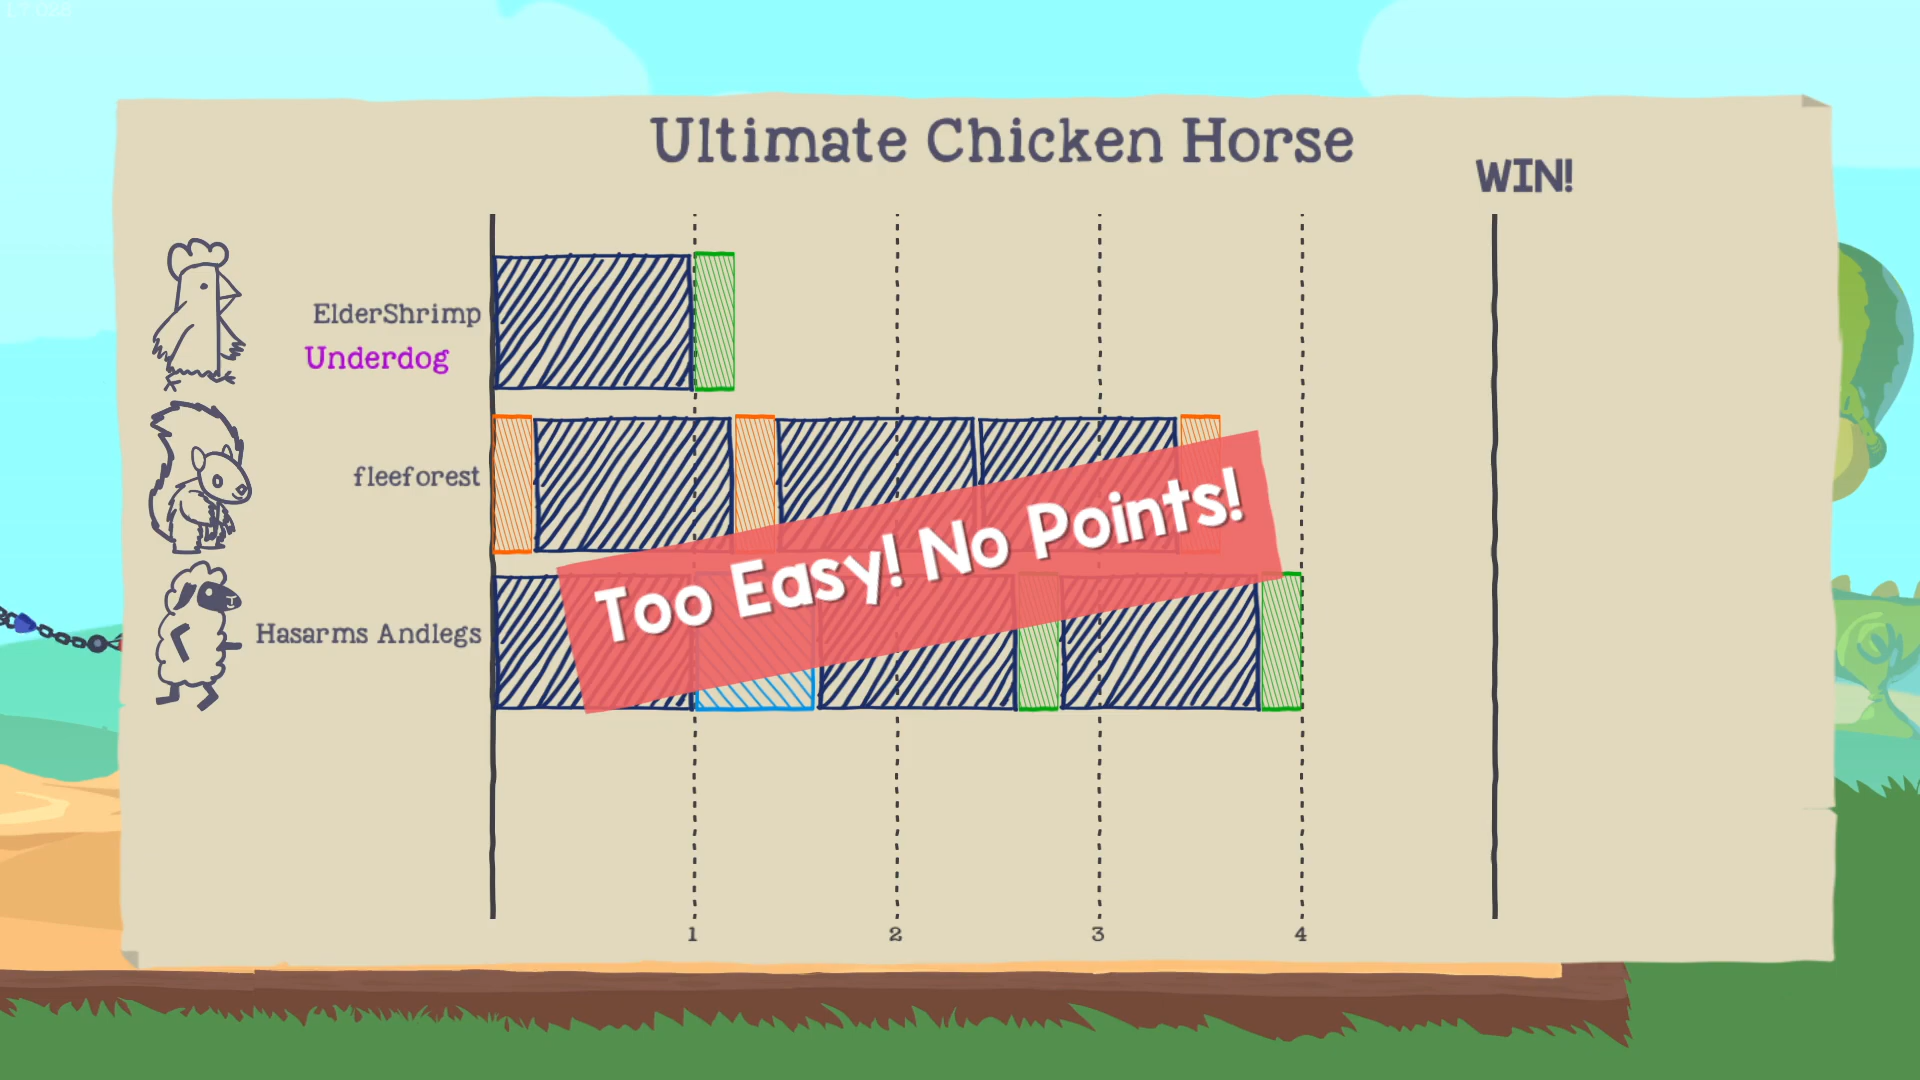 Ultimate Chicken Horse
WIN!
ElderShrimp
Underdog
fleeforest
Too Easy! No Points!
Hasarms Andlegs
1 2 3 4